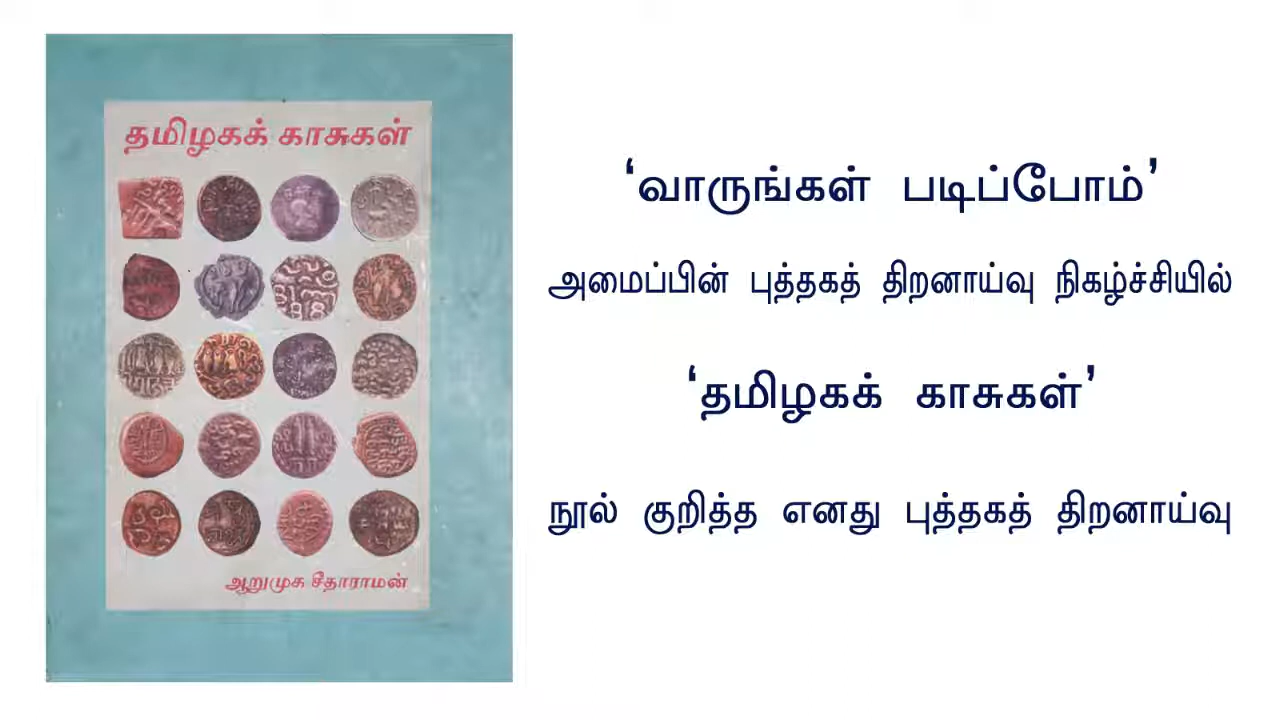 தமிழகக் காசுகள்
ஆறுமுக சீதாராமன்
‘வாருங்கள் படிப்போம்’
அமைப்பின் புத்தகத் திறனாய்வு நிகழ்ச்சியில்
‘தமிழகக் காசுகள்’
நூல் குறித்த எனது புத்தகத் திறனாய்வு